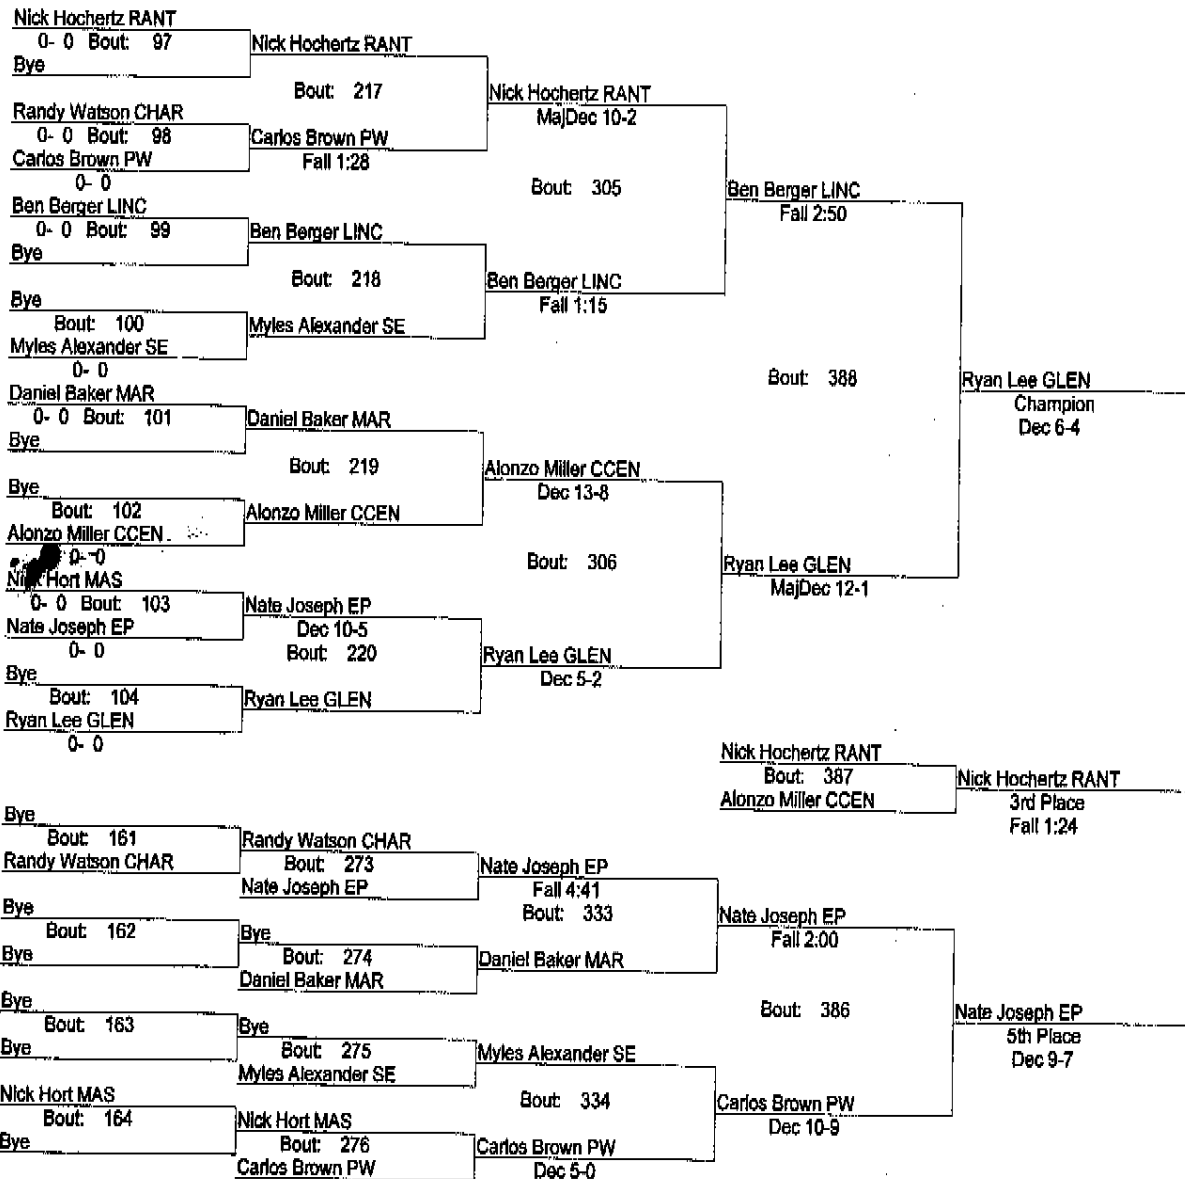 Nick Hochertz RANT
0- 0 Bout: 97
Bye
Nick Hochertz RANT
Bout: 217
Nick Hochertz RANT
MajDec 10-2
Randy Watson CHAR
0- 0 Bout: 98
Carlos Brown PW
0- 0
Carlos Brown PW
Fall 1:28
Bout: 305
Ben Berger LINC
Fall 2:50
Ben Berger LINC
0- 0 Bout: 99
Bye
Ben Berger LINC
Bout: 218
Ben Berger LINC
Fall 1:15
Bye
Bout: 100
Myles Alexander SE
0- 0
Myles Alexander SE
Bout: 388
Ryan Lee GLEN
Champion
Dec 6-4
Daniel Baker MAR
0- 0 Bout: 101
Bye
Daniel Baker MAR
Bout: 219
Alonzo Miller CCEN
Dec 13-8
Bye
Bout: 102
Alonzo Miller CCEN
0- 0
Alonzo Miller CCEN
Bout: 306
Ryan Lee GLEN
MajDec 12-1
Nick Hort MAS
0- 0 Bout: 103
Nate Joseph EP
0- 0
Nate Joseph EP
Dec 10-5
Bout: 220
Ryan Lee GLEN
Dec 5-2
Bye
Bout: 104
Ryan Lee GLEN
0- 0
Ryan Lee GLEN
Nick Hochertz RANT
Bout: 387
Alonzo Miller CCEN
Nick Hochertz RANT
3rd Place
Fall 1:24
Bye
Bout: 161
Randy Watson CHAR
Randy Watson CHAR
Bout: 273
Nate Joseph EP
Nate Joseph EP
Fall 4:41
Bout: 333
Nate Joseph EP
Fall 2:00
Bye
Bout: 162
Bye
Bye
Bout: 274
Daniel Baker MAR
Daniel Baker MAR
Bout: 386
Nate Joseph EP
5th Place
Dec 9-7
Bye
Bout: 163
Bye
Bye
Bout: 275
Myles Alexander SE
Myles Alexander SE
Bout: 334
Carlos Brown PW
Dec 10-9
Nick Hort MAS
Bout: 164
Bye
Nick Hort MAS
Bout: 276
Carlos Brown PW
Carlos Brown PW
Dec 5-0